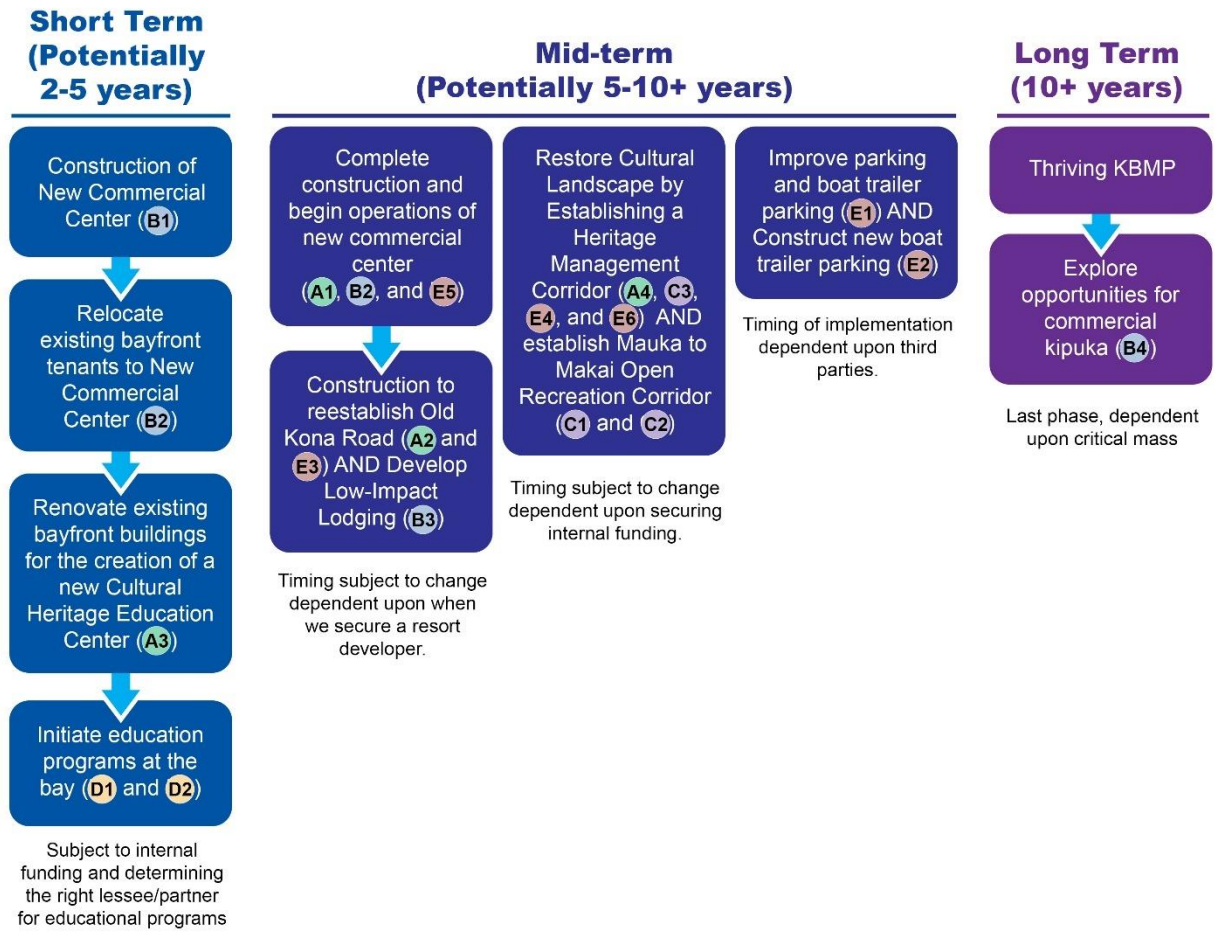 Short Term
(Potentially
2-5 years)
Construction of
New Commercial
Center (B1)
Relocate
existing bayfront
tenants to New
Commercial
Center (B2)
Renovate existing
bayfront buildings
for the creation of a
new Cultural
Heritage Education
Center (A3)
Initiate education
programs at the
bay (D1 and D2)
Subject to internal
funding and determining
the right lessee/partner
for educational programs
Mid-term
(Potentially 5-10+ years)
Complete
construction and
begin operations of
new commercial
center
(A1, B2, and E5)
Construction to
reestablish Old
Kona Road (A2 and
E3) AND Develop
Low-Impact
Lodging (B3)
Timing subject to change
dependent upon when
we secure a resort
developer.
Restore Cultural
Landscape by
Establishing a
Heritage
Management
Corridor (A4, C3,
E4, and E6) AND
establish Mauka to
Makai Open
Recreation Corridor
(C1 and C2)
Timing subject to change
dependent upon securing
internal funding.
Improve parking
and boat trailer
parking (E1) AND
Construct new boat
trailer parking (E2)
Timing of implementation
dependent upon third
parties.
Long Term
(10+ years)
Thriving KBMP
Explore
opportunities for
commercial
kipuka (B4)
Last phase, dependent
upon critical mass